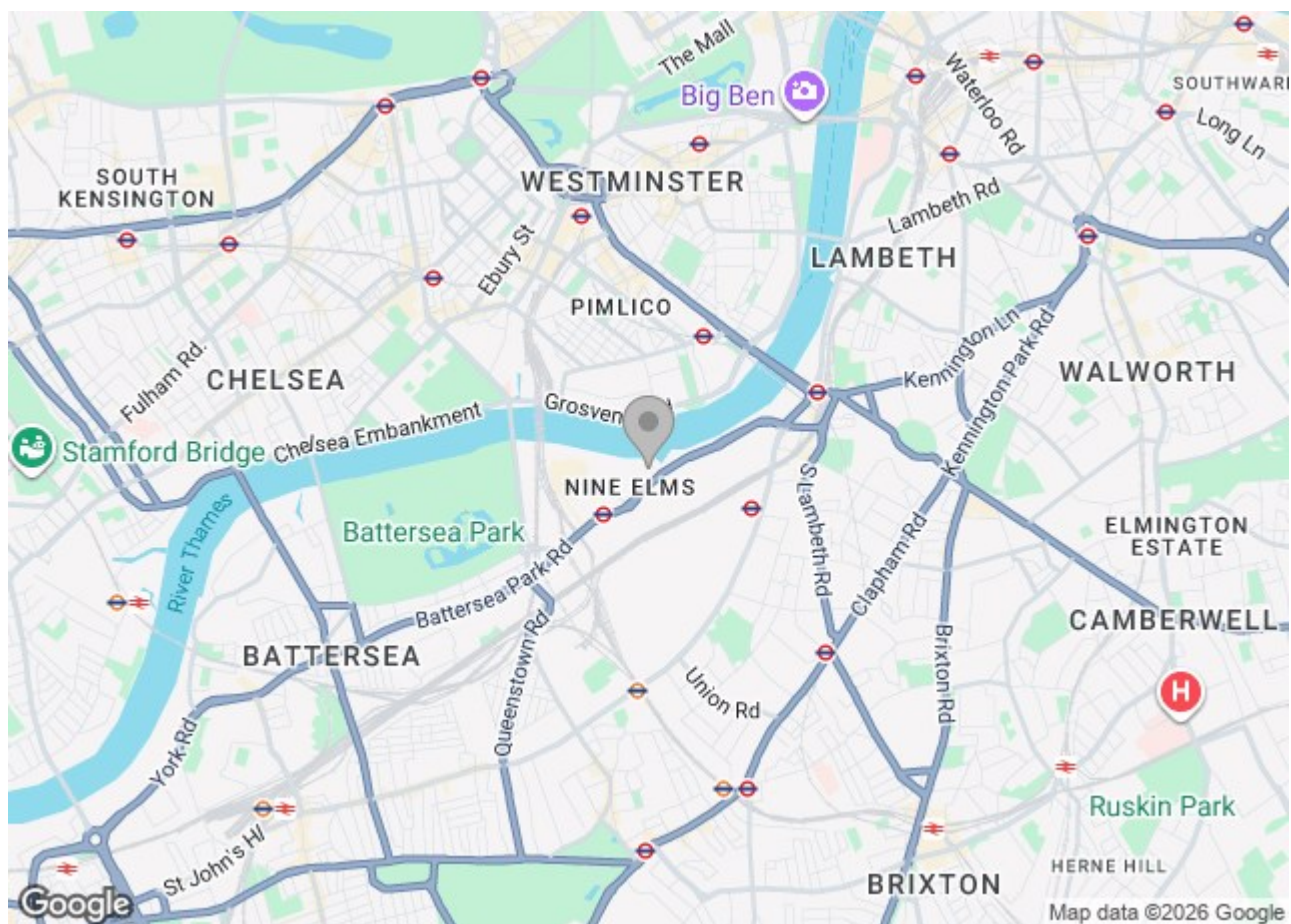 The Mall
Big Ben
Waterloo Rd
SOUTHWAR
Long Ln
SOUTH
KENSINGTON
WESTMINSTER
Lambeth Rd
Ebury St
LAMBETH
PIMLICO
Fulham Rd.
CHELSEA
Kennington Ln
Kennington Park Rd
WALWORTH
Chelsea Embankment
Stamford Bridge
NINE ELMS
S Lambeth Rd
River Thames
Battersea Park
Clapham Rd
ELMINGTON
ESTATE
Battersea Park Rd
CAMBERWELL
BATTERSEA
Queenstown Rd
Union Rd
Brixton Rd
H
York Rd
Ruskin Park
St John's H
HERNE HILL
BRIXTON
Google
Map data ©2026 Google